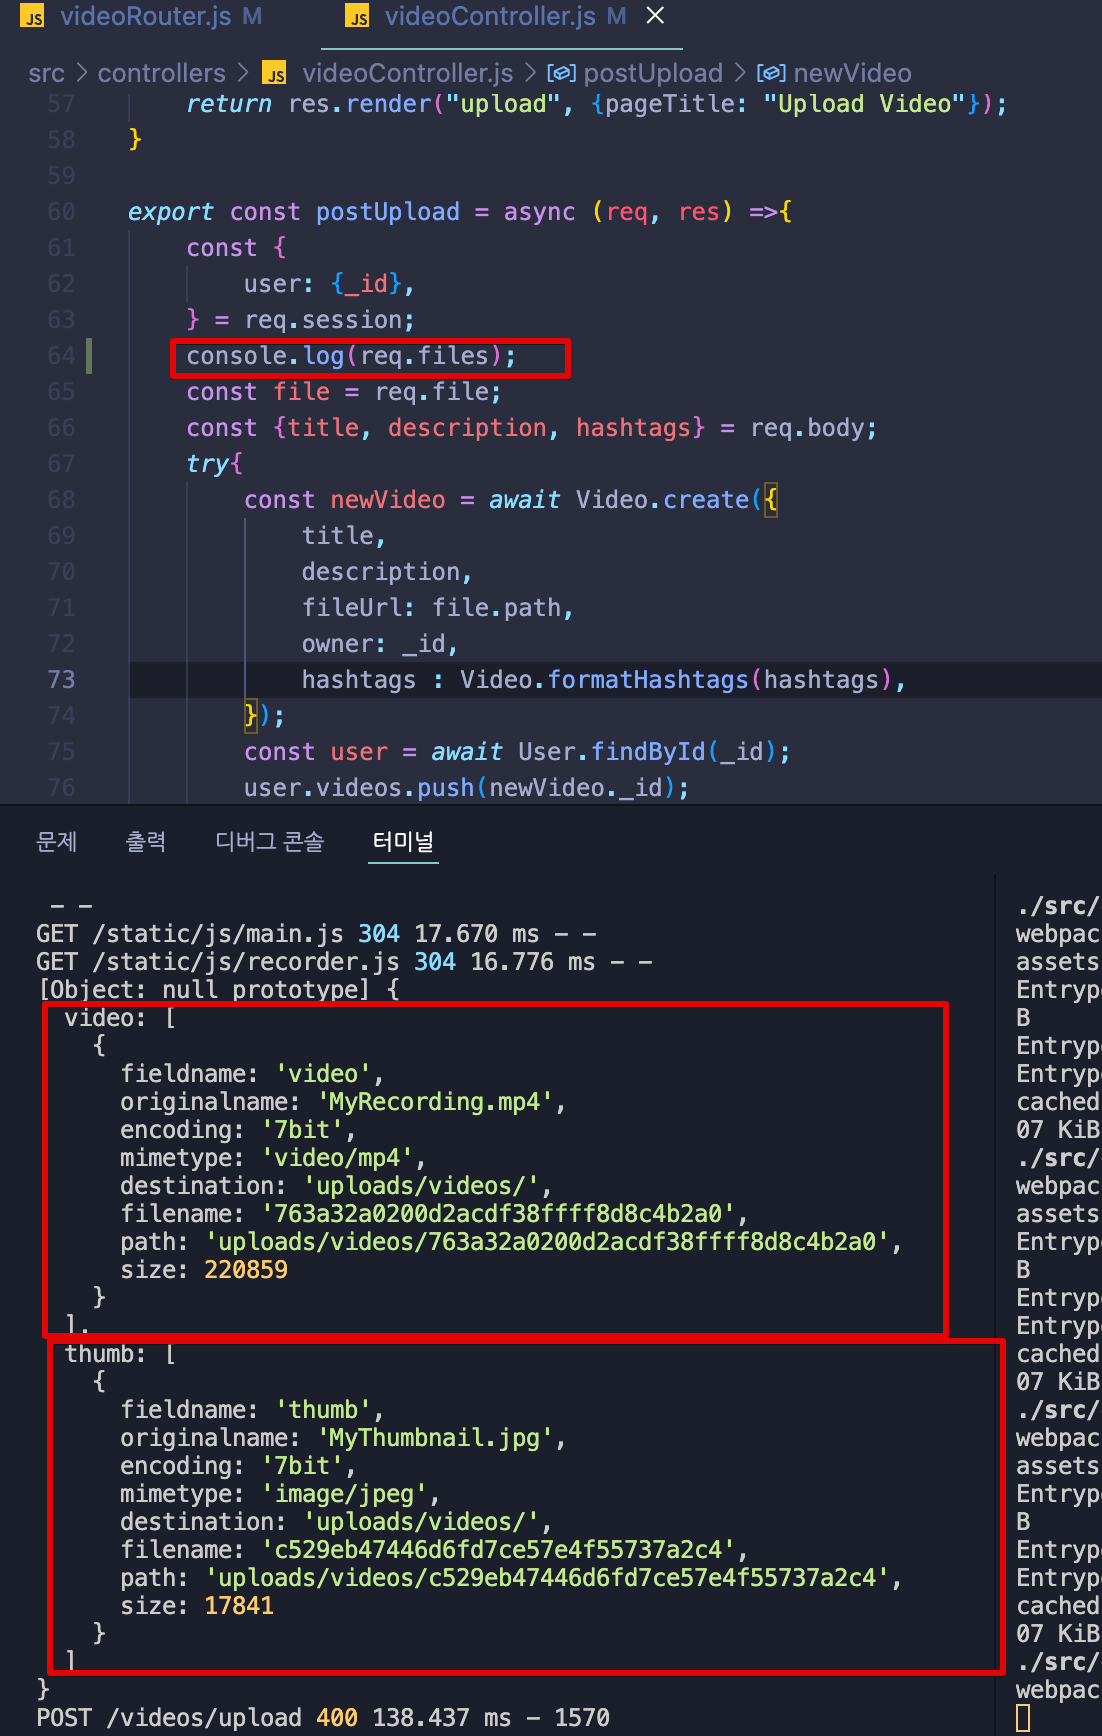 JS videoRouter.js M JS videoController.js M ×
src > controllers > JS videoController.js > postUpload > newVideo
57 return res.render("upload", {pageTitle: "Upload Video"});
58 }
59
60 export const postUpload = async (req, res) =>{
61 const {
62 user: {_id},
63 } = req.session;
64 console.log(req.files);
65 const file = req.file;
66 const {title, description, hashtags} = req.body;
67 try{
68 const newVideo = await Video.create({
69 title,
70 description,
71 fileUrl: file.path,
72 owner: _id,
73 hashtags : Video.formatHashtags(hashtags),
74 });
75 const user = await User.findById(_id);
76 user.videos.push(newVideo._id);
문제 출력 디버그 콘솔 터미널
- -
GET /static/js/main.js 304 17.670 ms - -
GET /static/js/recorder.js 304 16.776 ms - -
[Object: null prototype] {
video: [
{
fieldname: 'video',
originalname: 'MyRecording.mp4',
encoding: '7bit',
mimetype: 'video/mp4',
destination: 'uploads/videos/',
filename: '763a32a0200d2acdf38ffff8d8c4b2a0',
path: 'uploads/videos/763a32a0200d2acdf38ffff8d8c4b2a0',
size: 220859
}
],
thumb: [
{
fieldname: 'thumb',
originalname: 'MyThumbnail.jpg',
encoding: '7bit',
mimetype: 'image/jpeg',
destination: 'uploads/videos/',
filename: 'c529eb47446d6fd7ce57e4f55737a2c4',
path: 'uploads/videos/c529eb47446d6fd7ce57e4f55737a2c4',
size: 17841
}
]
}
POST /videos/upload 400 138.437 ms - 1570
./src/
webpac
assets
Entryp
B
Entryp
Entryp
cached
07 KiB
./src/
webpac
assets
Entryp
B
Entryp
Entryp
cached
07 KiB
./src/
webpac
assets
Entryp
B
Entryp
Entryp
cached
07 KiB
./src/
webpac